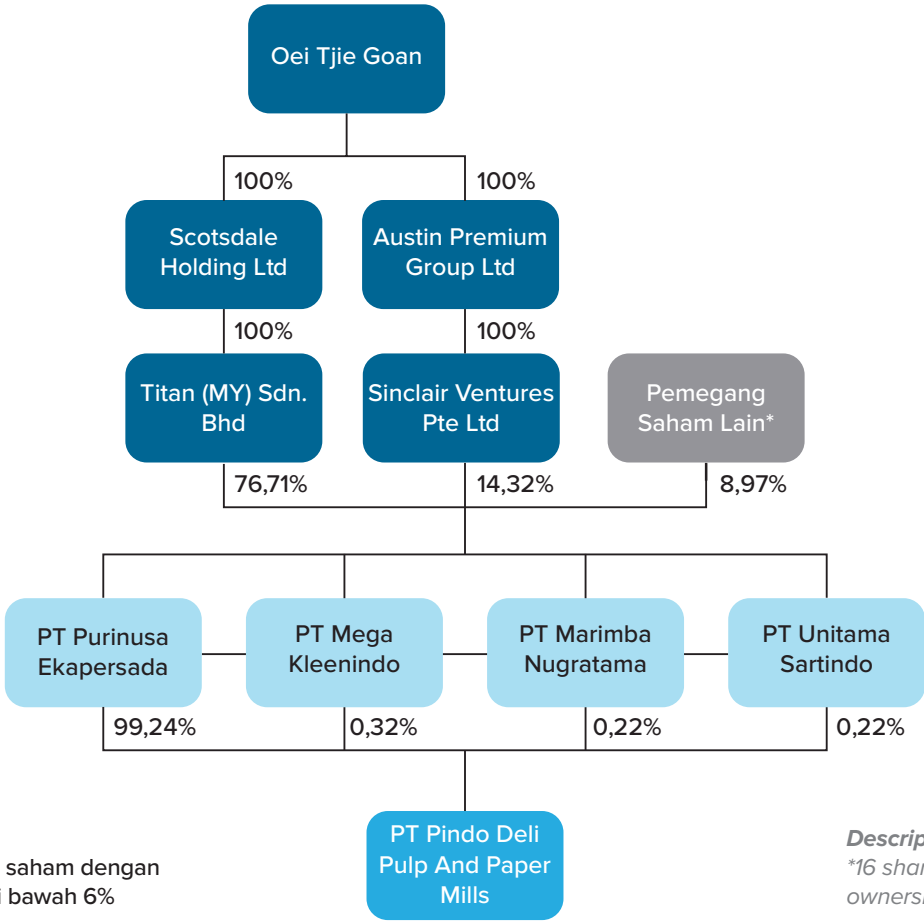 Oei Tjie Goan
100%
100%
Scotsdale
Holding Ltd
Austin Premium
Group Ltd
100%
100%
Titan (MY) Sdn.
Bhd
Sinclair Ventures
Pte Ltd
Pemegang
Saham Lain*
76,71%
14,32%
8,97%
PT Purinusa
Ekapersada
PT Mega
Kleenindo
PT Marimba
Nugratama
PT Unitama
Sartindo
99,24%
0,32%
0,22%
0,22%
PT Pindo Deli
Pulp And Paper
Mills
saham dengan
bawah 6%
*16